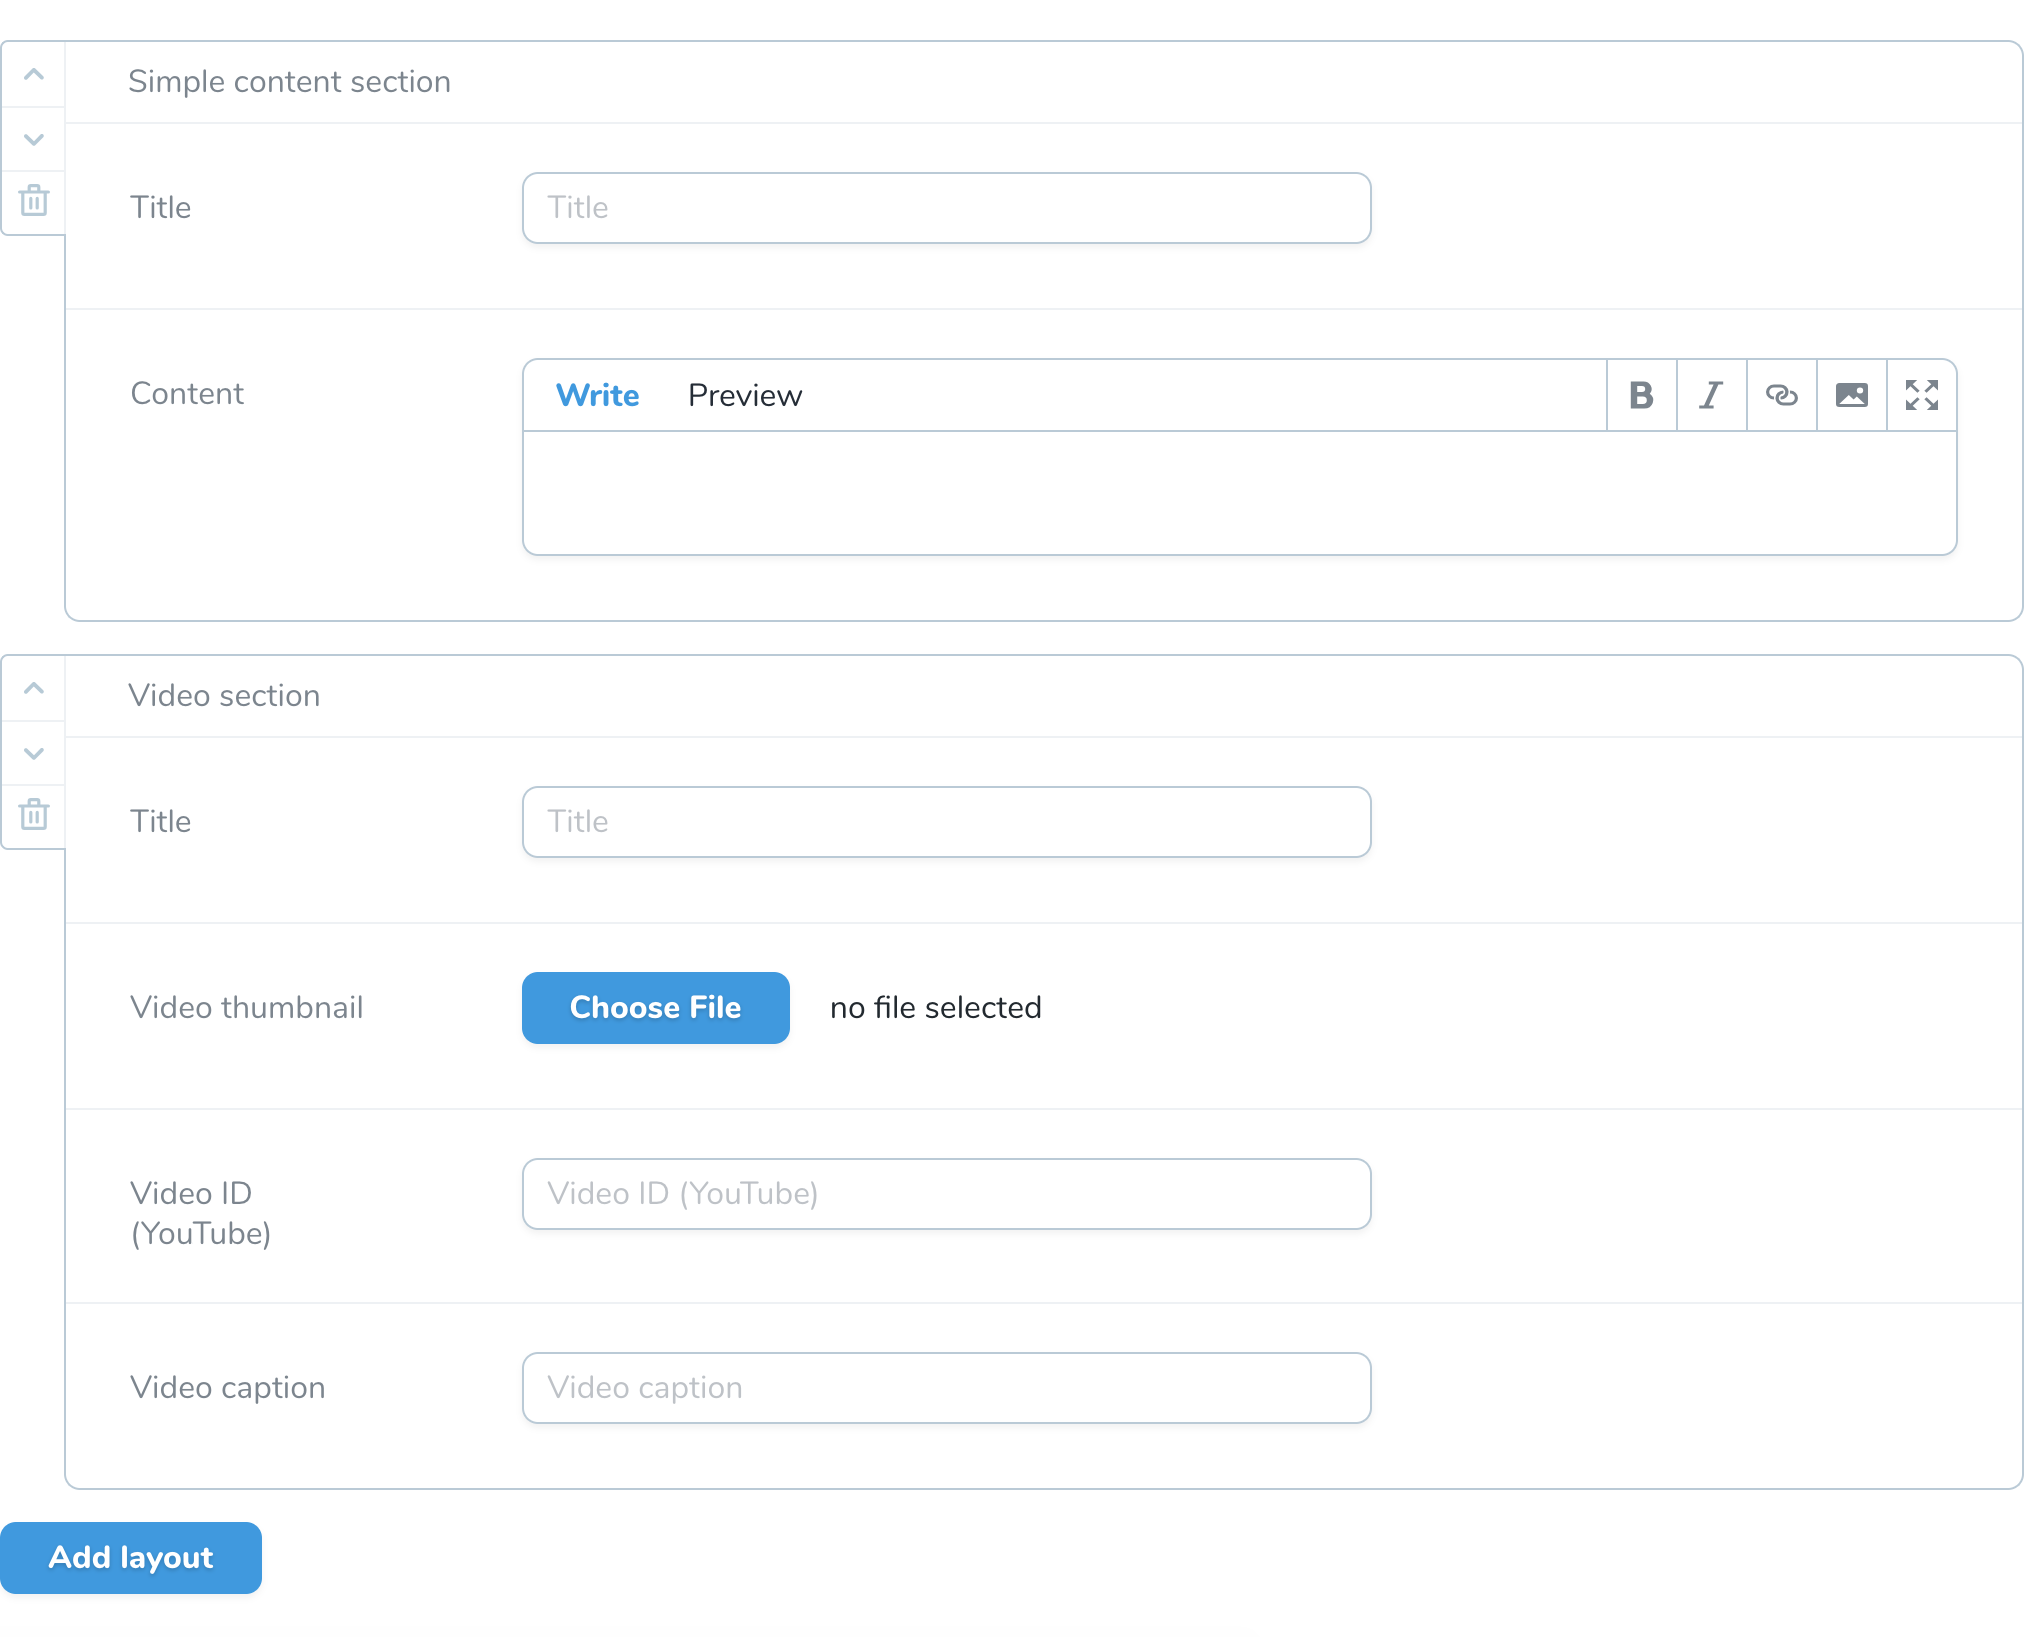 Simple content section
Title
Title
Content
Write Preview B I
Video section
Title
Title
Video thumbnail
Choose File no file selected
Video ID
(YouTube)
Video ID (YouTube)
Video caption
Video caption
Add layout